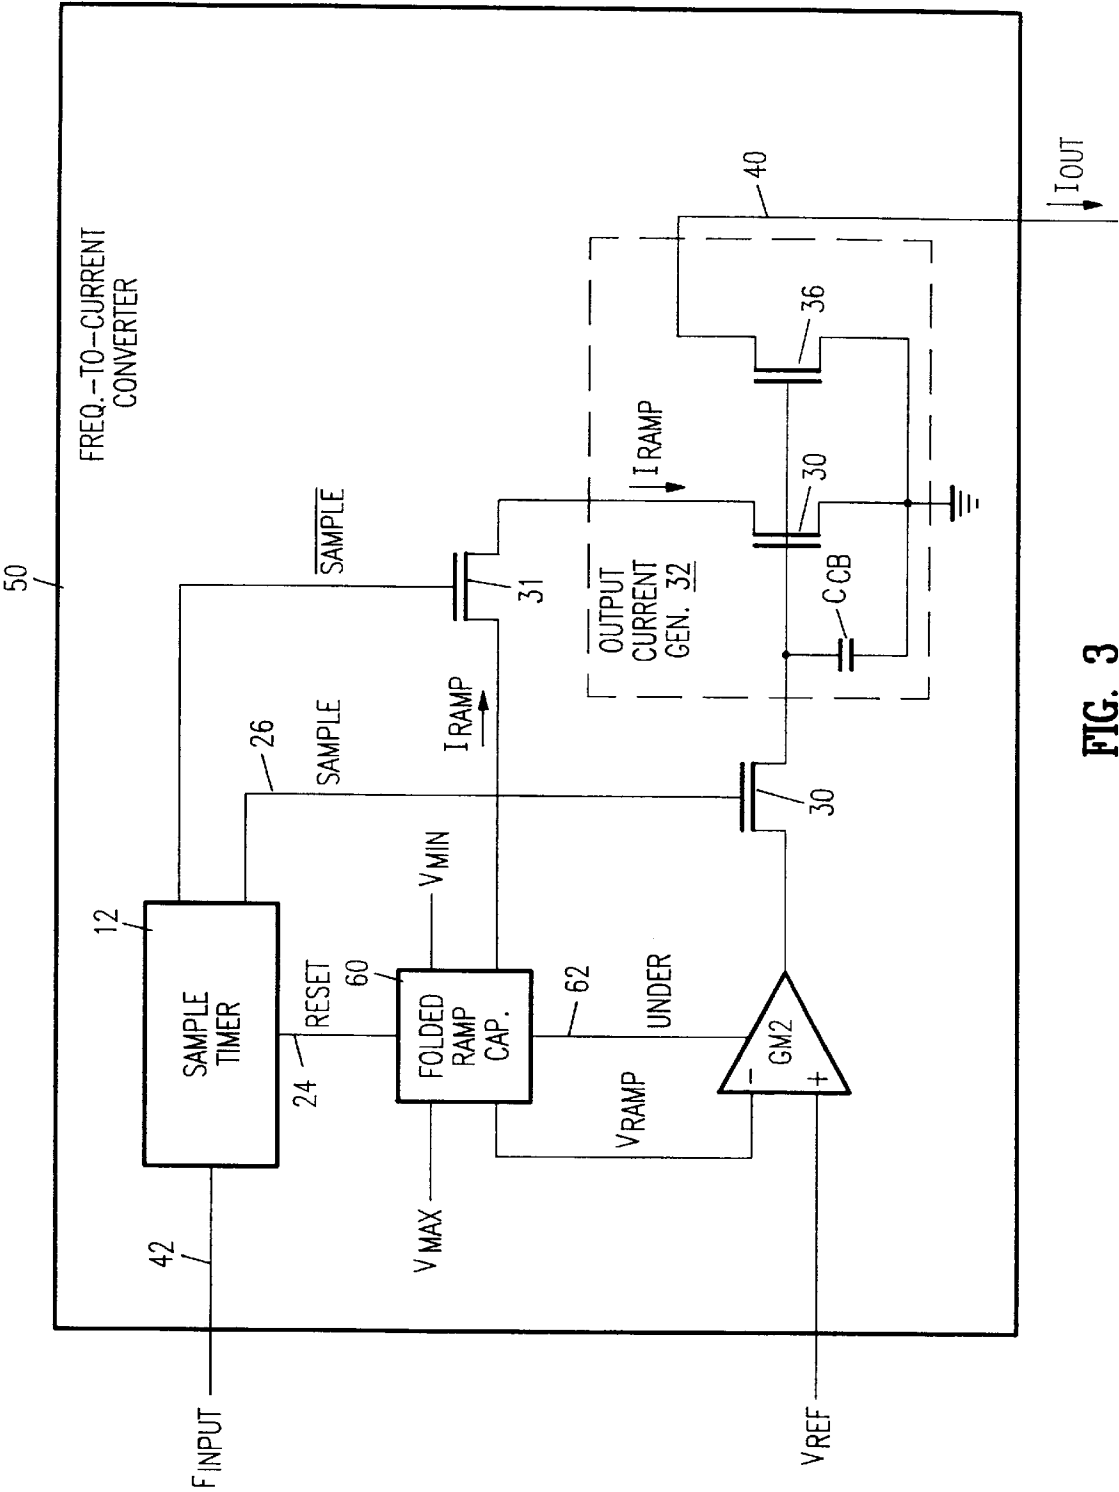 50
FREQ.-TO-CURRENT
CONVERTER
FINPUT
42
12
SAMPLE
TIMER
SAMPLE
26
SAMPLE
24
RESET
60
VMAX
FOLDED
RAMP
CAP.
VMIN
IRAMP
31
62
UNDER
VRAMP
VREF
GM2
-
+
30
OUTPUT
CURRENT
GEN. 32
IRAMP
CCB
30
36
40
IOUT
FIG. 3